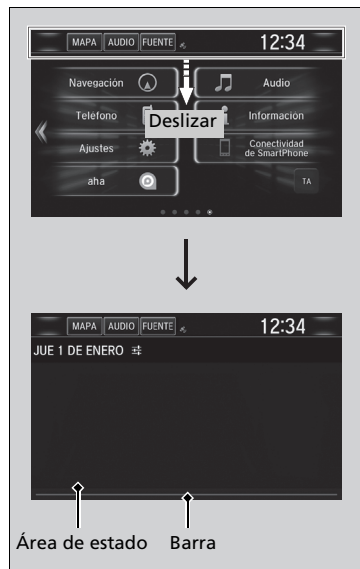 MAPA AUDIO FUENTE 12:34
Navegación Audio
Teléfono Información
Deslizar
Ajustes Conectividad
de SmartPhone
aha TA
MAPA AUDIO FUENTE 12:34
JUE 1 DE ENERO
Área de estado Barra